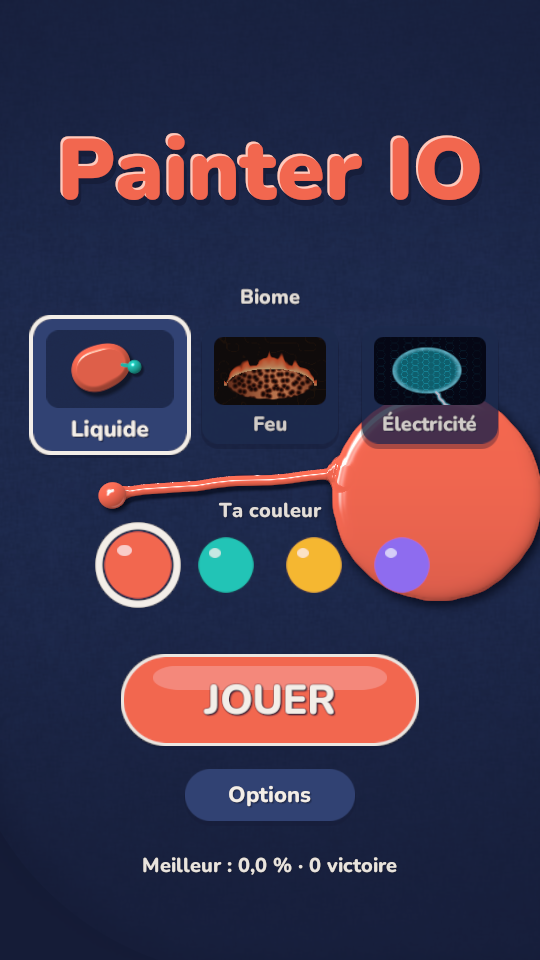 Painter IO
Biome
Liquide
Feu
Électricité
Ta couleur
JOUER
Options
Meilleur : 0,0 % · 0 victoire